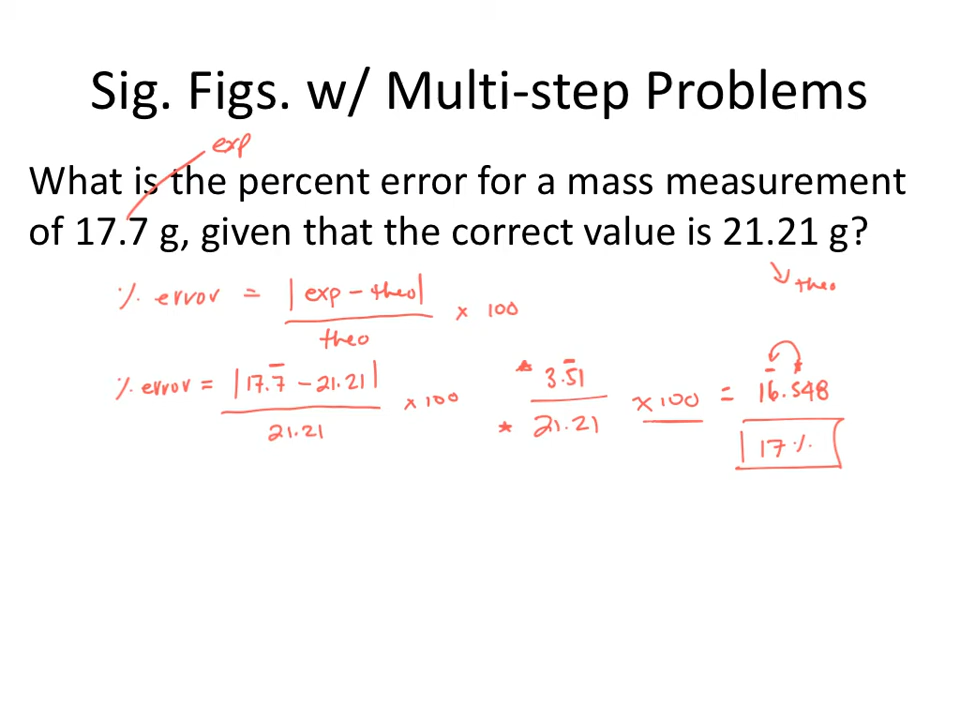 Sig. Figs. w/ Multi-step Problems
exp
What is the percent error for a mass measurement
of 17.7 g, given that the correct value is 21.21 g?
theo
% error = |exp - theo| / theo x 100
% error = |17.7 - 21.21| / 21.21 x 100 * 3.51 / * 21.21 x 100 = 16.548
17%